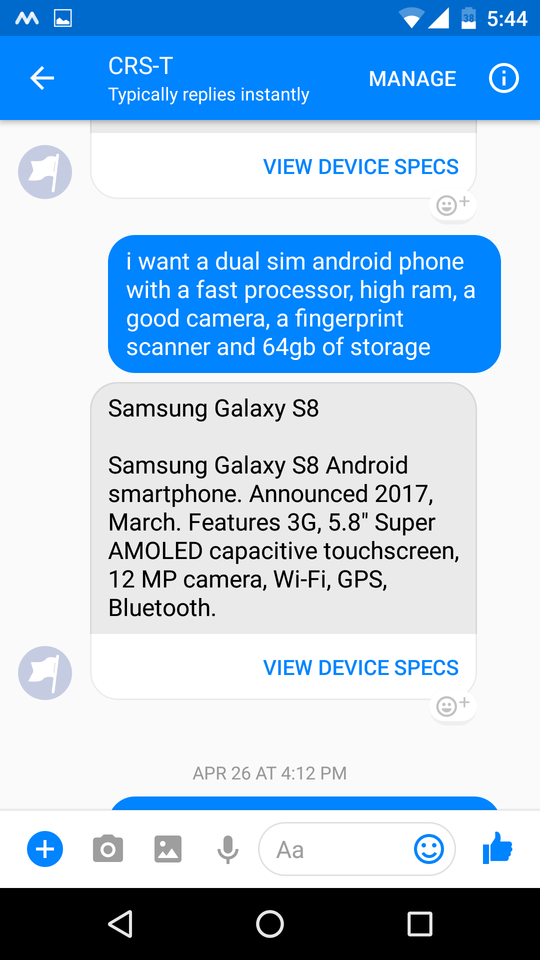 38
5:44
CRS-T
Typically replies instantly
MANAGE
VIEW DEVICE SPECS
i want a dual sim android phone
with a fast processor, high ram, a
good camera, a fingerprint
scanner and 64gb of storage
Samsung Galaxy S8
Samsung Galaxy S8 Android
smartphone. Announced 2017,
March. Features 3G, 5.8" Super
AMOLED capacitive touchscreen,
12 MP camera, Wi-Fi, GPS,
Bluetooth.
VIEW DEVICE SPECS
APR 26 AT 4:12 PM
Aa